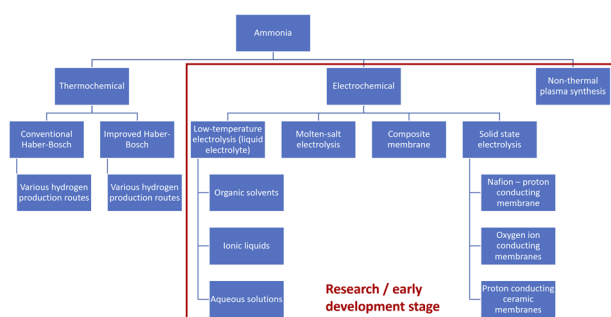 Ammonia
Thermochemical
Electrochemical
Non-thermal
plasma synthesis
Conventional
Haber-Bosch
Improved Haber-
Bosch
Low-temperature
electrolysis (liquid
electrolyte)
Molten-salt
electrolysis
Composite
membrane
Solid state
electrolysis
Various hydrogen
production routes
Various hydrogen
production routes
Organic solvents
Nafion – proton
conducting
membrane
Ionic liquids
Oxygen ion
conducting
membranes
Aqueous solutions
Research / early
development stage
Proton conducting
ceramic membranes